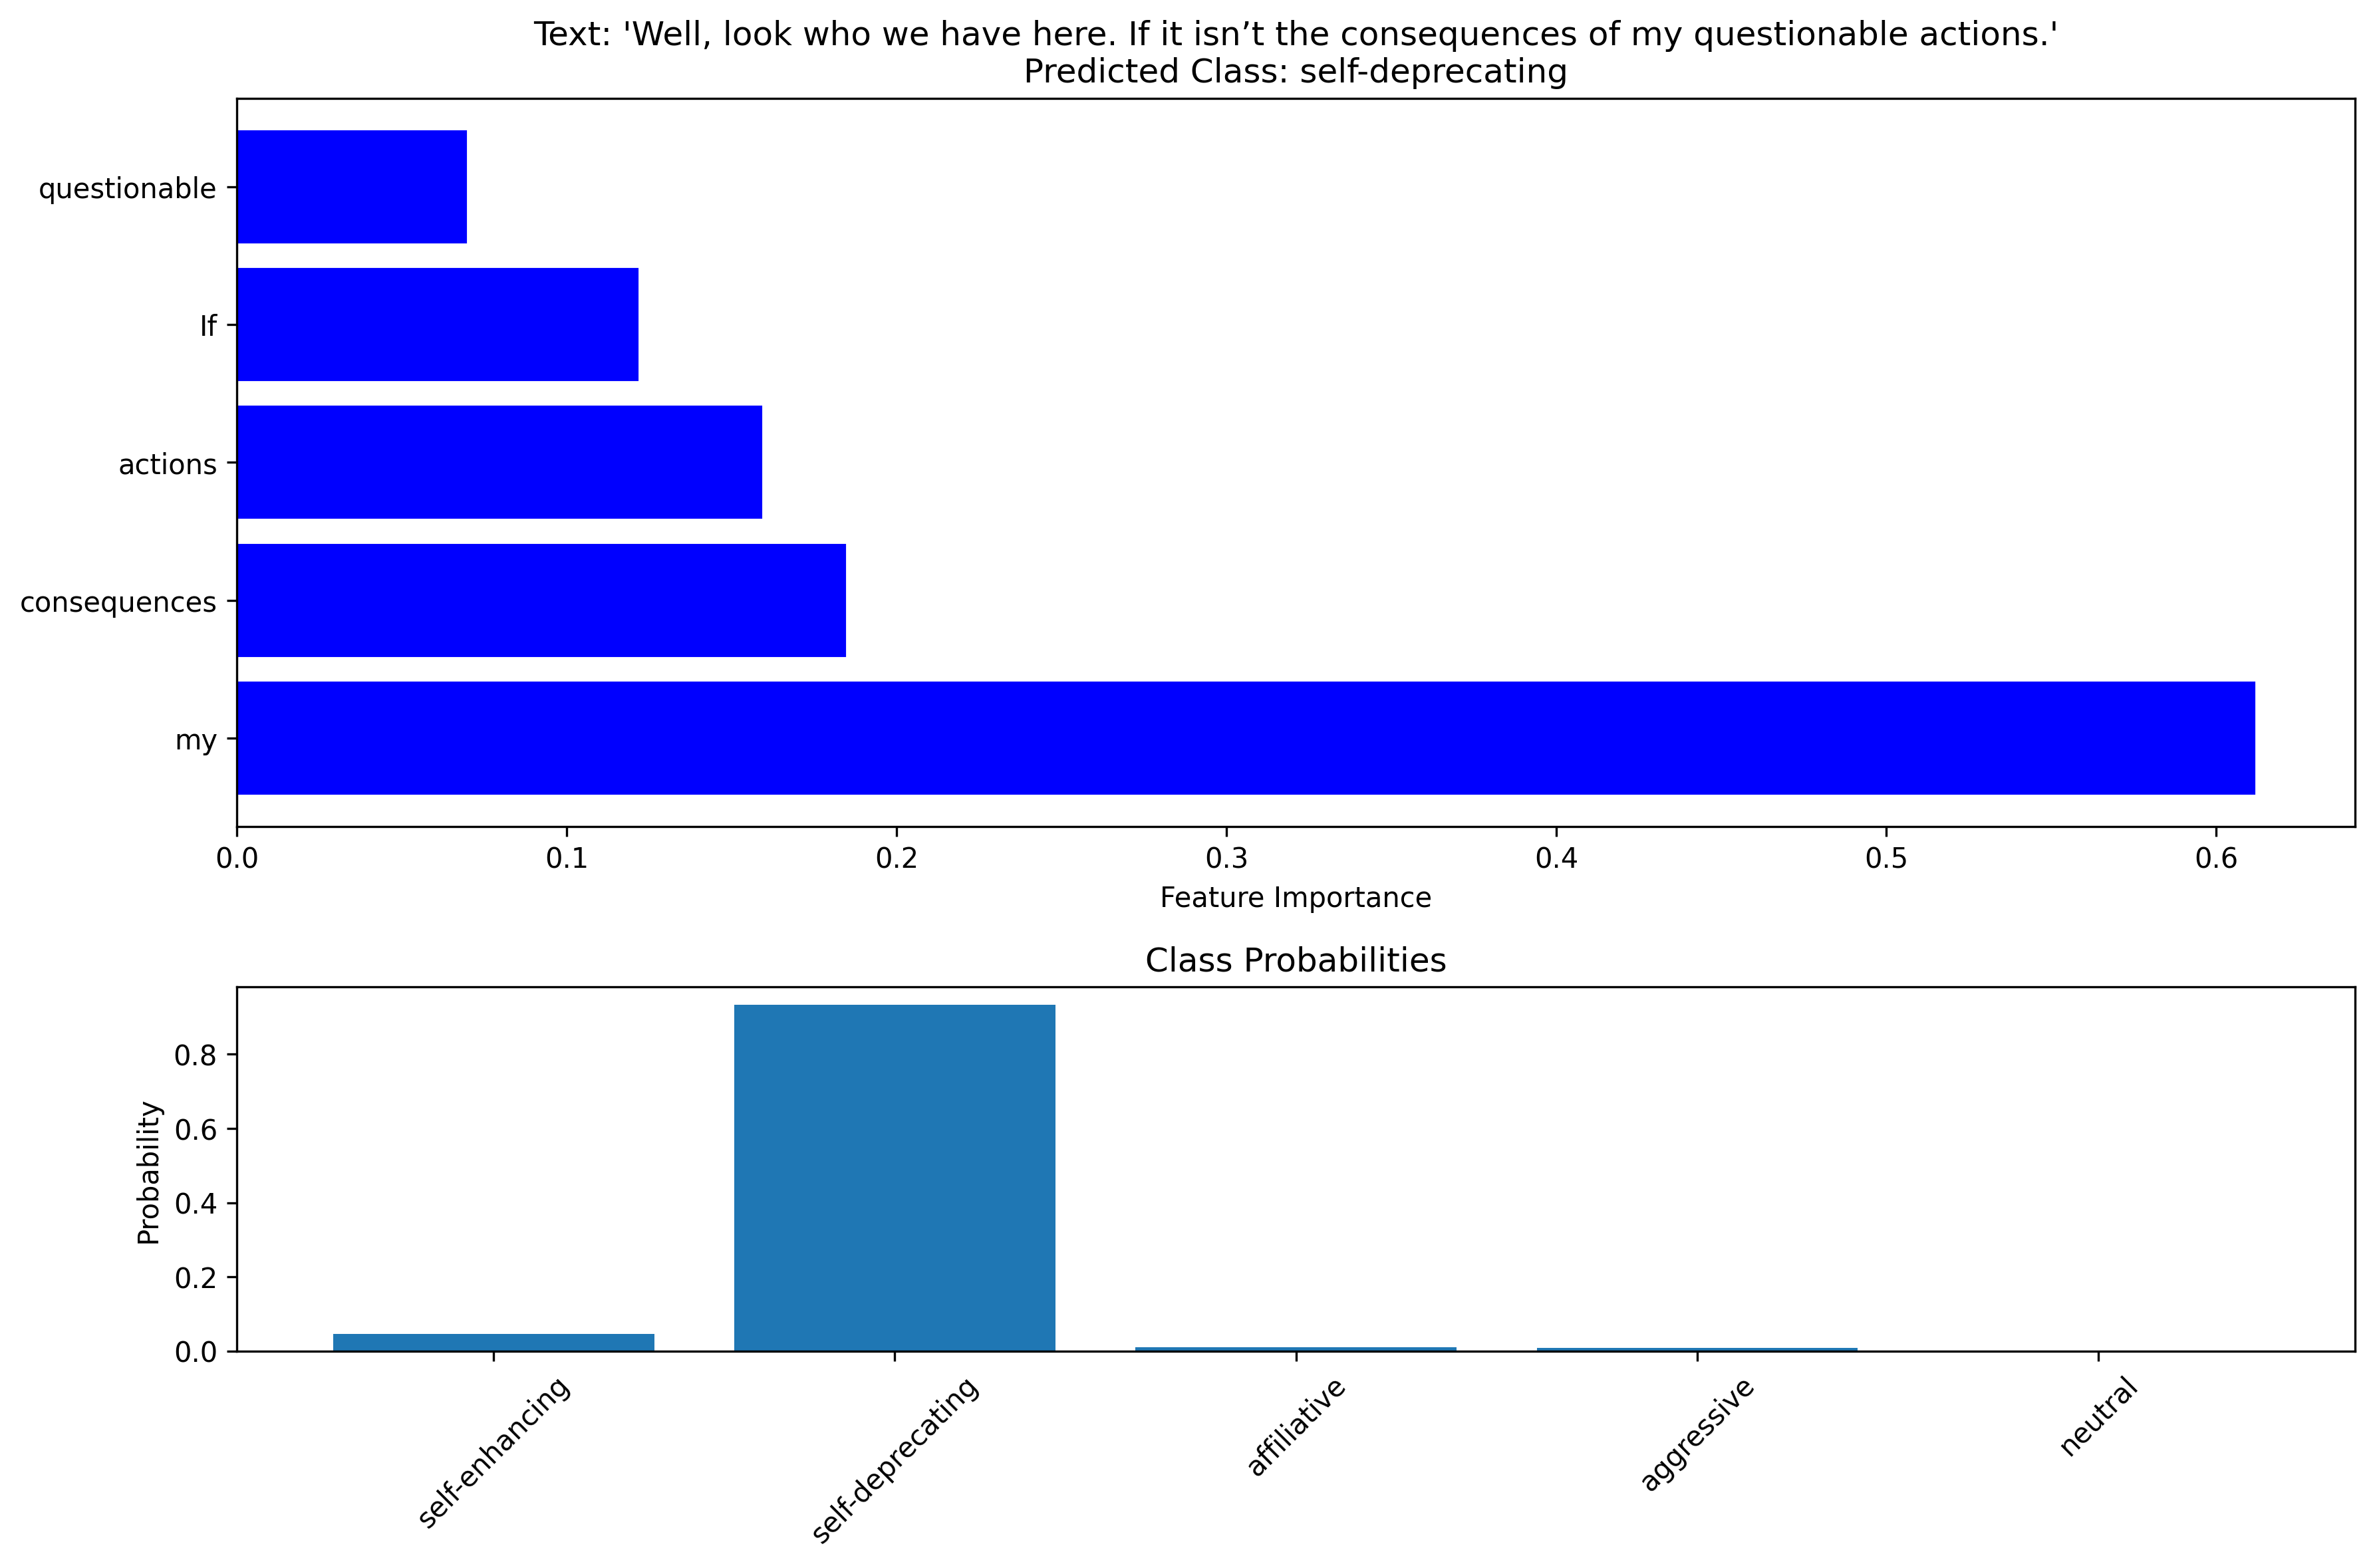 Text: 'Well, look who we have here. If it isn’t the consequences of my questionable actions.'
Predicted Class: self-deprecating
questionable
If
actions
consequences
my
0.0 0.1 0.2 0.3 0.4 0.5 0.6
Feature Importance
Class Probabilities
Probability
0.8
0.6
0.4
0.2
0.0
self-enhancing
self-deprecating
affiliative
aggressive
neutral